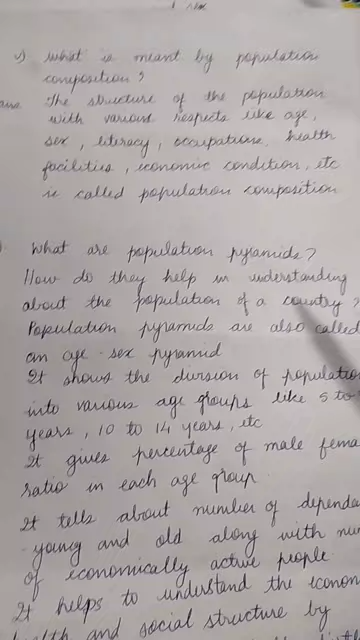 v) What is meant by population
composition?
ans The structure of the population
with various respects like age,
sex, literacy, occupations, health
facilities, economic condition, etc
is called population composition
What are population pyramids?
How do they help in understanding
about the population of a country?
Population pyramids are also called
an age-sex pyramid
It shows the division of population
into various age groups like 5 to
years, 10 to 14 years, etc
It gives percentage of male fema
ratio in each age group.
It tells about number of dependa
young and old along with nu
of economically active people
It helps to understand the econom
and social structure by